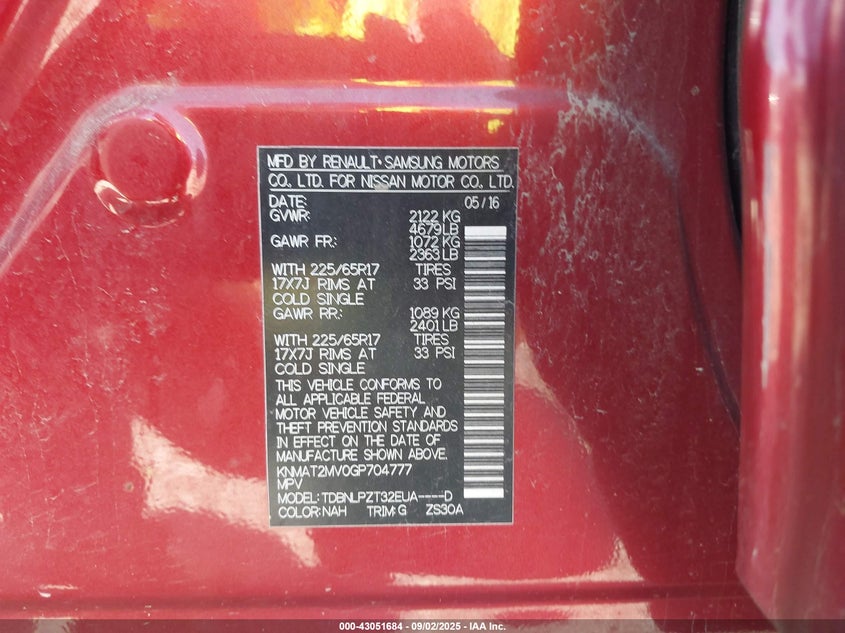 MFD BY RENAULT•SAMSUNG MOTORS
CO., LTD. FOR NISSAN MOTOR CO., LTD.
DATE: 05/16
GVWR: 2122 KG
4679LB
GAWR FR.: 1072 KG
2363 LB
WITH 225/65R17 TIRES
17X7J RIMS AT 33 PSI
COLD SINGLE
GAWR RR.: 1089 KG
2401 LB
WITH 225/65R17 TIRES
17X7J RIMS AT 33 PSI
COLD SINGLE
THIS VEHICLE CONFORMS TO
ALL APPLICABLE FEDERAL
MOTOR VEHICLE SAFETY AND
THEFT PREVENTION STANDARDS
IN EFFECT ON THE DATE OF
MANUFACTURE SHOWN ABOVE.
KNMAT2MV0GP704777
MPV
MODEL: TDBNLPZT32EUA----D
COLOR:NAH TRIM:G ZS30A
000-43051684 - 09/02/2025 - IAA Inc.